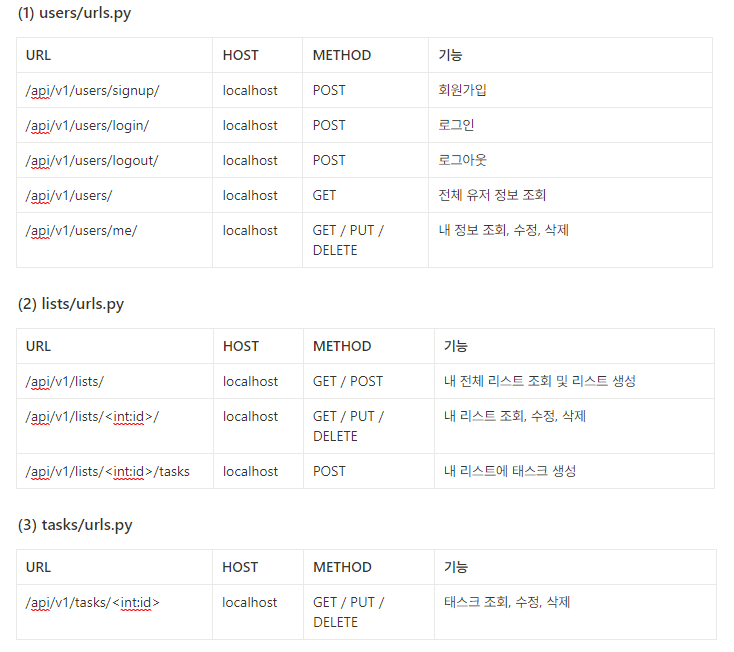 (1) users/urls.py
URL HOST METHOD 기능
/api/v1/users/signup/ localhost POST 회원가입
/api/v1/users/login/ localhost POST 로그인
/api/v1/users/logout/ localhost POST 로그아웃
/api/v1/users/ localhost GET 전체 유저 정보 조회
/api/v1/users/me/ localhost GET / PUT / 내 정보 조회, 수정, 삭제
DELETE
(2) lists/urls.py
URL HOST METHOD 기능
/api/v1/lists/ localhost GET / POST 내 전체 리스트 조회 및 리스트 생성
/api/v1/lists/<int:id>/ localhost GET / PUT / 내 리스트 조회, 수정, 삭제
DELETE
/api/v1/lists/<int:id>/tasks localhost POST 내 리스트에 태스크 생성
(3) tasks/urls.py
URL HOST METHOD 기능
/api/v1/tasks/<int:id> localhost GET / PUT / 태스크 조회, 수정, 삭제
DELETE